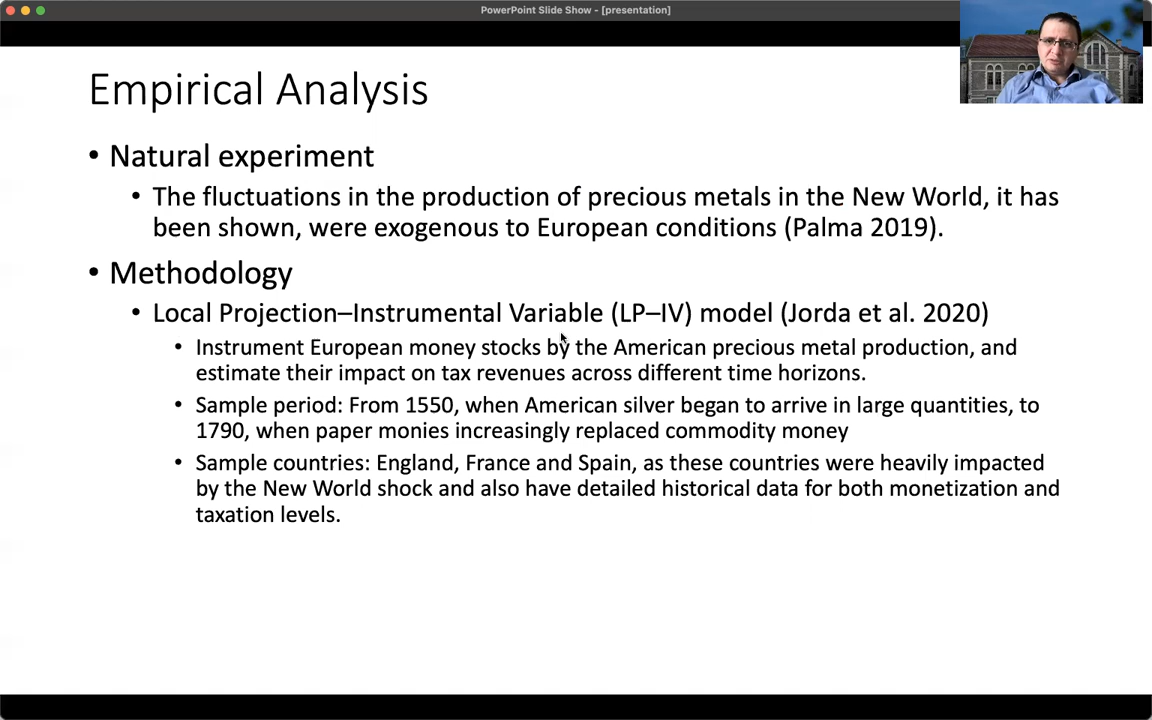 PowerPoint Slide Show - [presentation]
Empirical Analysis
• Natural experiment
• The fluctuations in the production of precious metals in the New World, it has
been shown, were exogenous to European conditions (Palma 2019).
• Methodology
• Local Projection–Instrumental Variable (LP–IV) model (Jorda et al. 2020)
• Instrument European money stocks by the American precious metal production, and
estimate their impact on tax revenues across different time horizons.
• Sample period: From 1550, when American silver began to arrive in large quantities, to
1790, when paper monies increasingly replaced commodity money
• Sample countries: England, France and Spain, as these countries were heavily impacted
by the New World shock and also have detailed historical data for both monetization and
taxation levels.